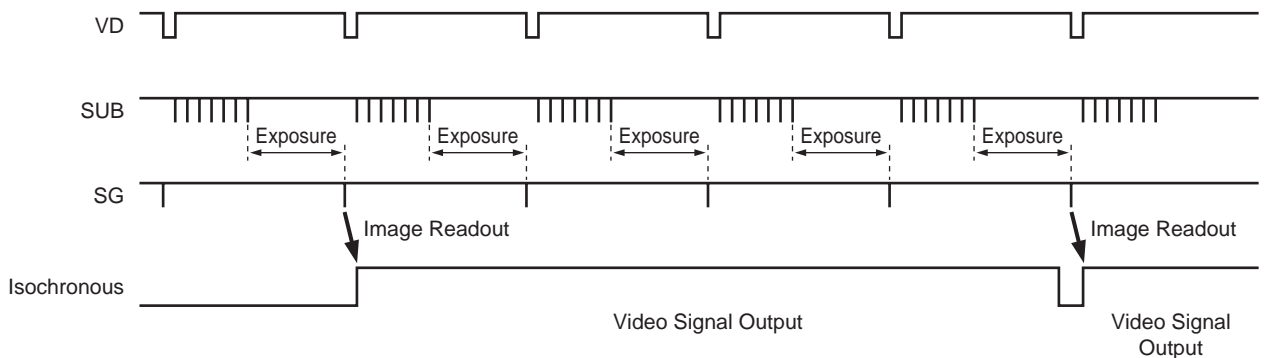 VD
SUB
Exposure Exposure Exposure Exposure Exposure
SG
Image Readout Image Readout
Isochronous
Video Signal Output Video Signal
Output